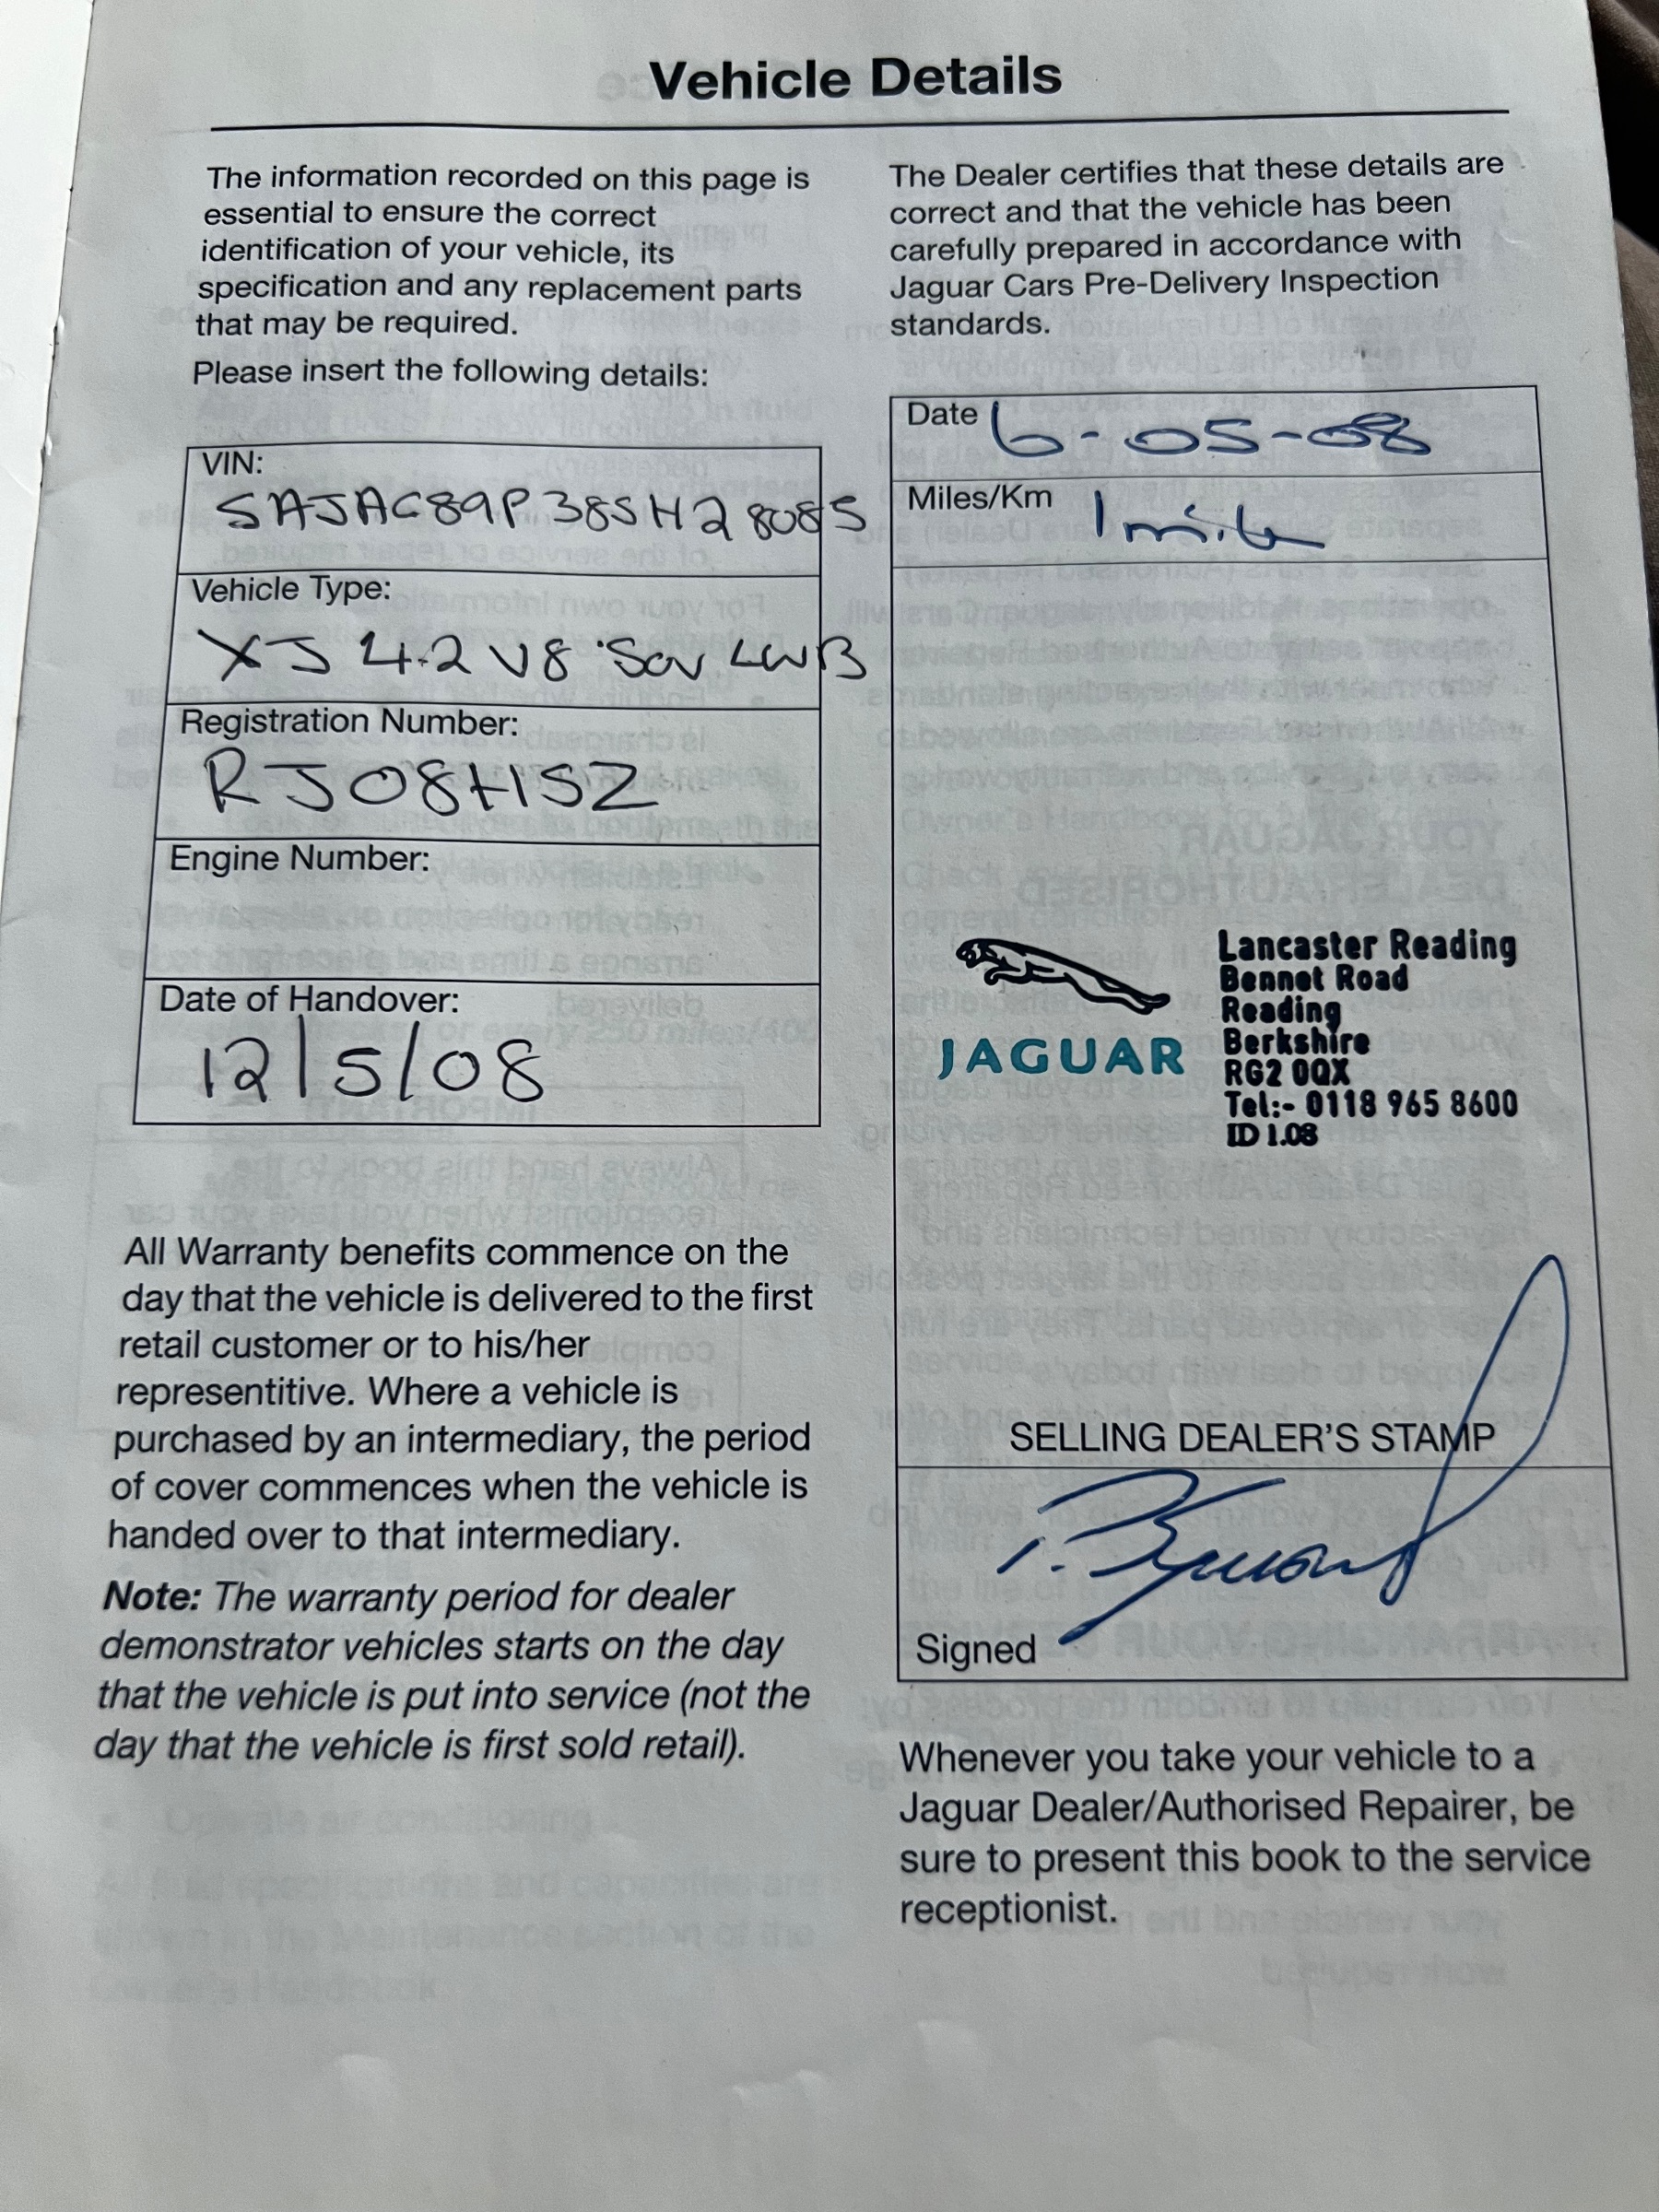 Vehicle Details
The information recorded on this page is
essential to ensure the correct
identification of your vehicle, its
specification and any replacement parts
that may be required.
Please insert the following details:
VIN:
SAJAC89P38SH28085
Vehicle Type:
XJ 4.2 V8 Sov LWB
Registration Number:
RJ08HSZ
Engine Number:
Date of Handover:
12/5/08
All Warranty benefits commence on the
day that the vehicle is delivered to the first
retail customer or to his/her
representitive. Where a vehicle is
purchased by an intermediary, the period
of cover commences when the vehicle is
handed over to that intermediary.
Note: The warranty period for dealer
demonstrator vehicles starts on the day
that the vehicle is put into service (not the
day that the vehicle is first sold retail).
The Dealer certifies that these details are
correct and that the vehicle has been
carefully prepared in accordance with
Jaguar Cars Pre-Delivery Inspection
standards.
Date 6-05-08
Miles/Km 1 mile
JAGUAR
Lancaster Reading
Bennet Road
Reading
Berkshire
RG2 0QX
Tel:- 0118 965 8600
ID 1.08
SELLING DEALER'S STAMP
Signed
Whenever you take your vehicle to a
Jaguar Dealer/Authorised Repairer, be
sure to present this book to the service
receptionist.